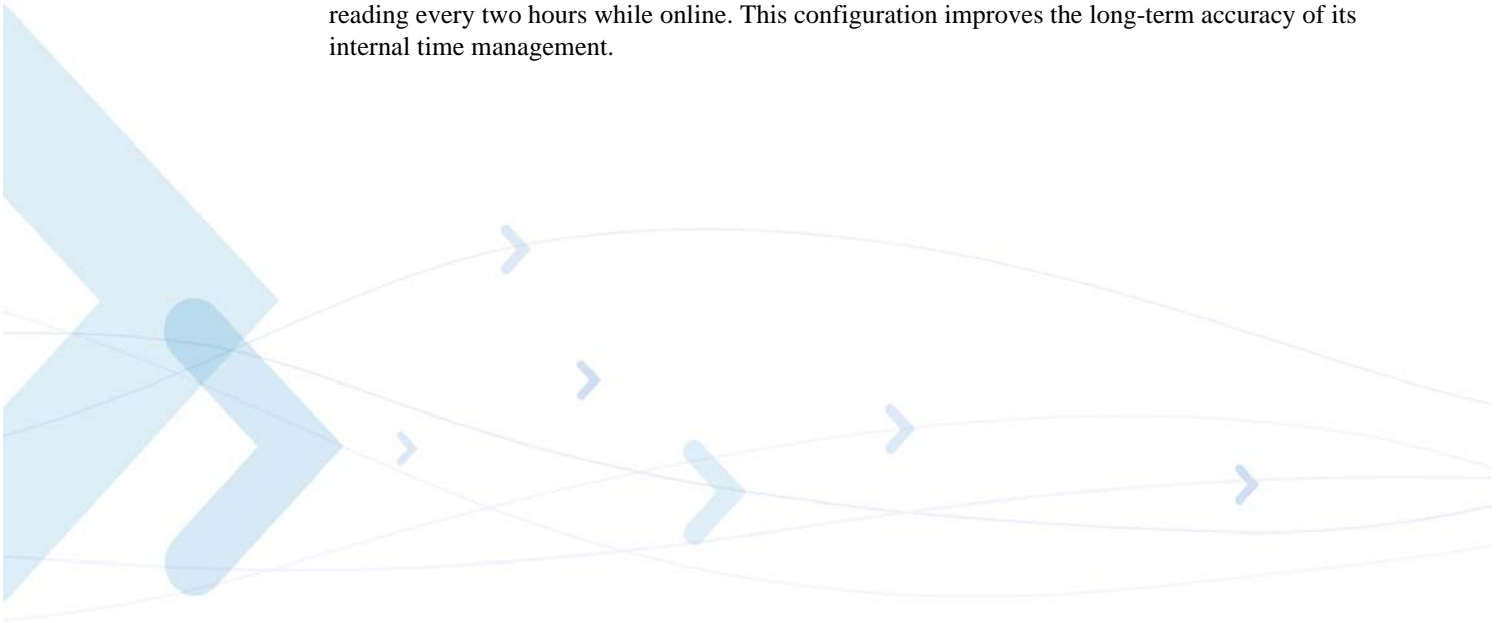 reading every two hours while online. This configuration improves the long-term accuracy of its
internal time management.